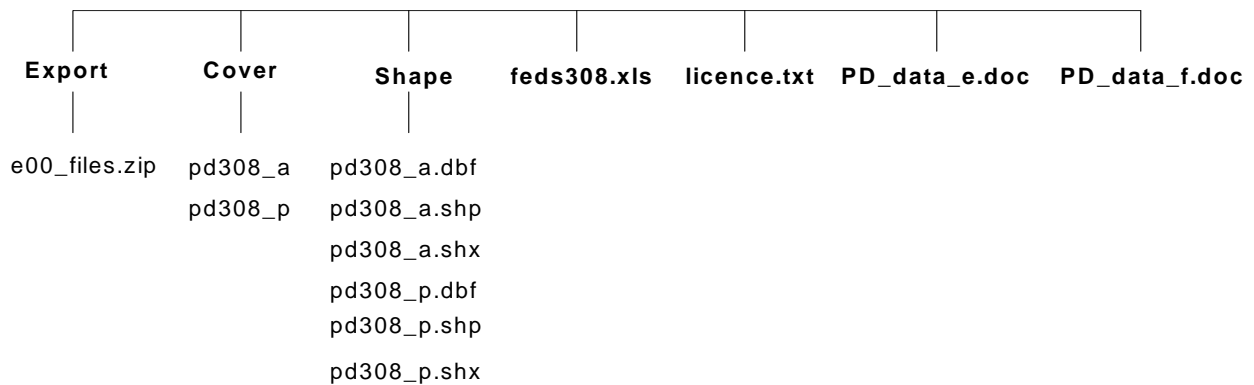 Export Cover Shape feds308.xls licence.txt PD_data_e.doc PD_data_f.doc
e00_files.zip pd308_a pd308_a.dbf
pd308_p pd308_a.shp
pd308_a.shx
pd308_p.dbf
pd308_p.shp
pd308_p.shx